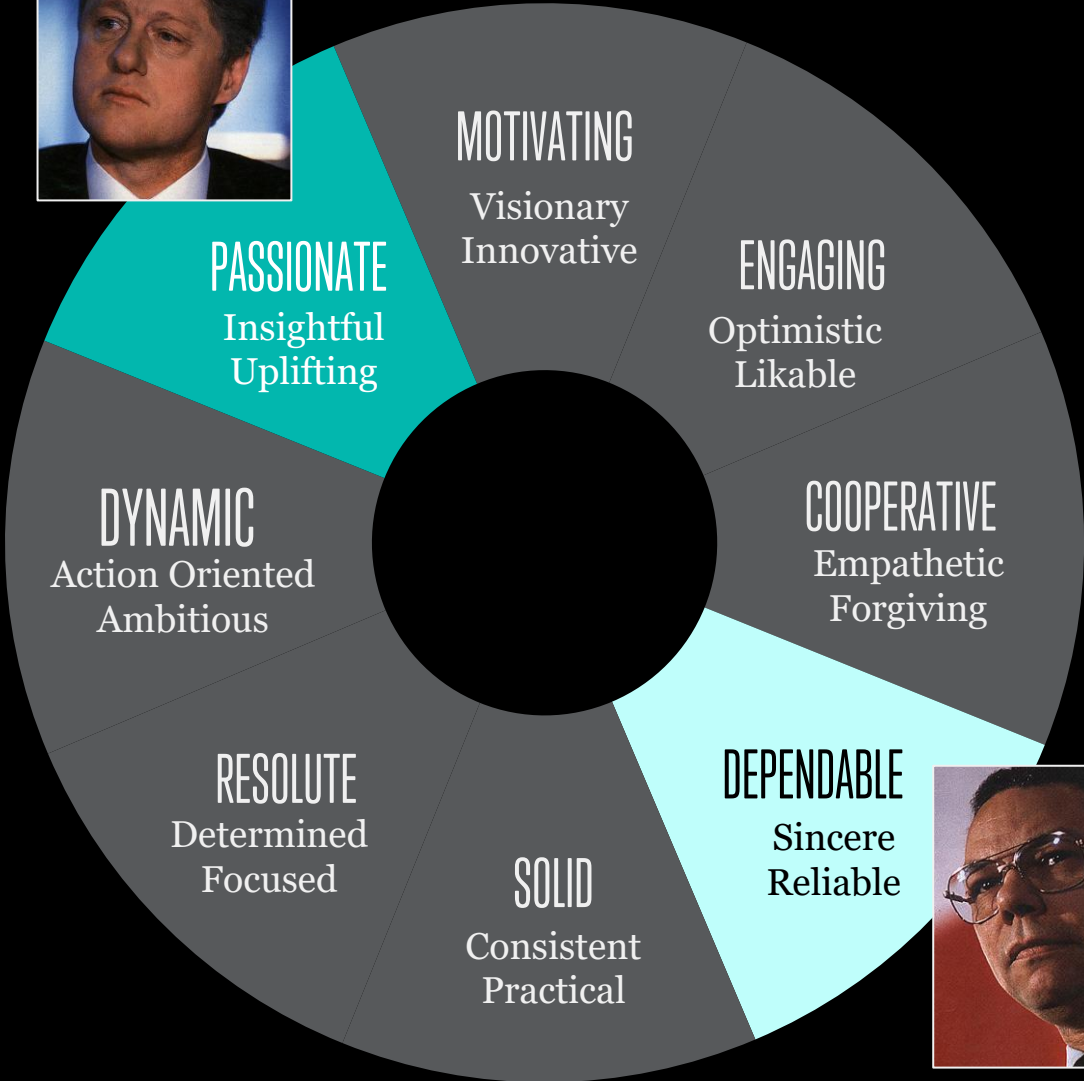 MOTIVATING
Visionary
Innovative
ENGAGING
Optimistic
Likable
COOPERATIVE
Empathetic
Forgiving
DEPENDABLE
Sincere
Reliable
SOLID
Consistent
Practical
RESOLUTE
Determined
Focused
DYNAMIC
Action Oriented
Ambitious
PASSIONATE
Insightful
Uplifting